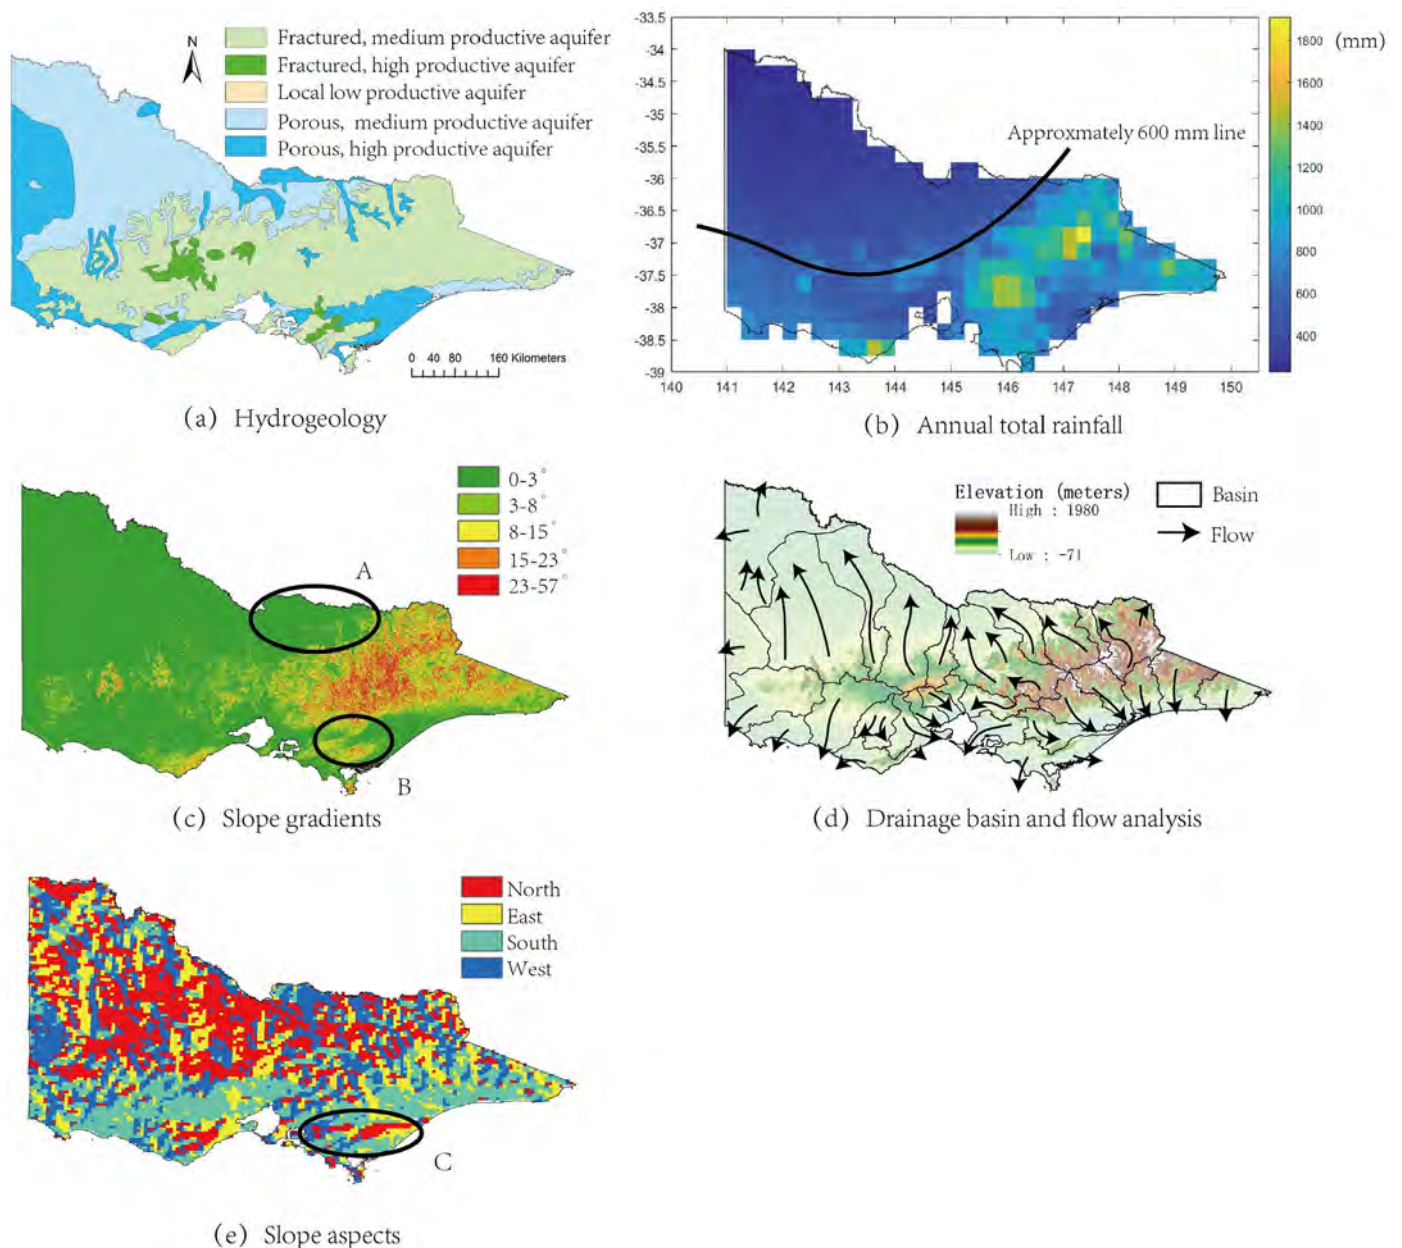 N
Fractured, medium productive aquifer
Fractured, high productive aquifer
Local low productive aquifer
Porous, medium productive aquifer
Porous, high productive aquifer
0 40 80 160 Kilometers
(a) Hydrogeology
-33.5
-34
-34.5
-35
-35.5
-36
-36.5
-37
-37.5
-38
-38.5
-39
140 141 142 143 144 145 146 147 148 149 150
Approxmately 600 mm line
1800
1600
1400
1200
1000
800
600
400
(mm)
(b) Annual total rainfall
0-3°
3-8°
8-15°
15-23°
23-57°
A
B
(c) Slope gradients
Elevation (meters)
High : 1980
Low : -71
Basin
Flow
(d) Drainage basin and flow analysis
North
East
South
West
C
(e) Slope aspects